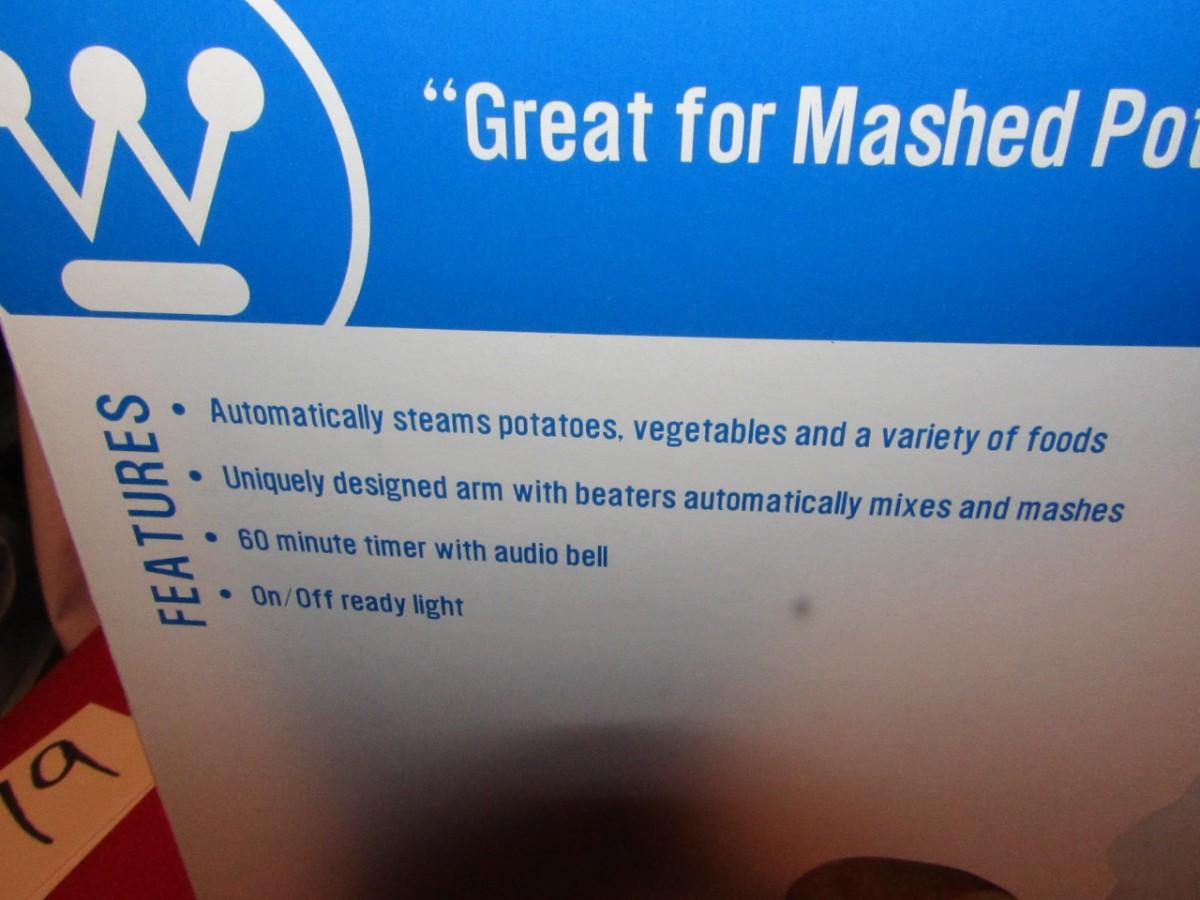 “Great for Mashed
FEATURES
• Automatically steams potatoes, vegetables and a variety of foods
• Uniquely designed arm with beaters automatically mixes and mashes
• 60 minute timer with audio bell
• On/Off ready light
19